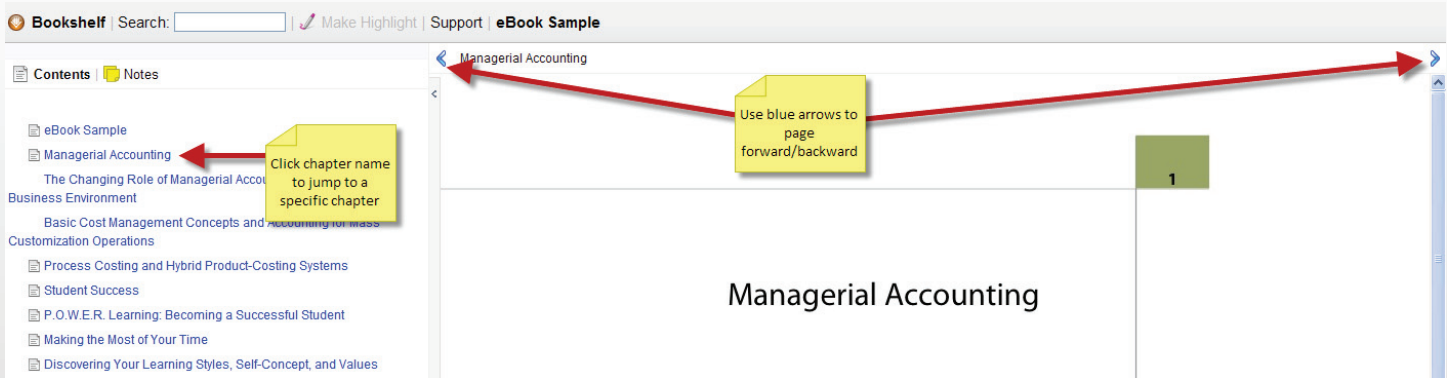 Bookshelf | Search: | Make Highlight | Support | eBook Sample
Contents | Notes
Managerial Accounting
eBook Sample
Managerial Accounting
The Changing Role of Managerial
Business Environment
Basic Cost Management Concepts and Accounting for Mass
Customization Operations
Process Costing and Hybrid Product-Costing Systems
Student Success
P.O.W.E.R. Learning: Becoming a Successful Student
Making the Most of Your Time
Discovering Your Learning Styles, Self-Concept, and Values
Click chapter name
to jump to a
specific chapter
Use blue arrows to
page
forward/backward
1
Managerial Accounting